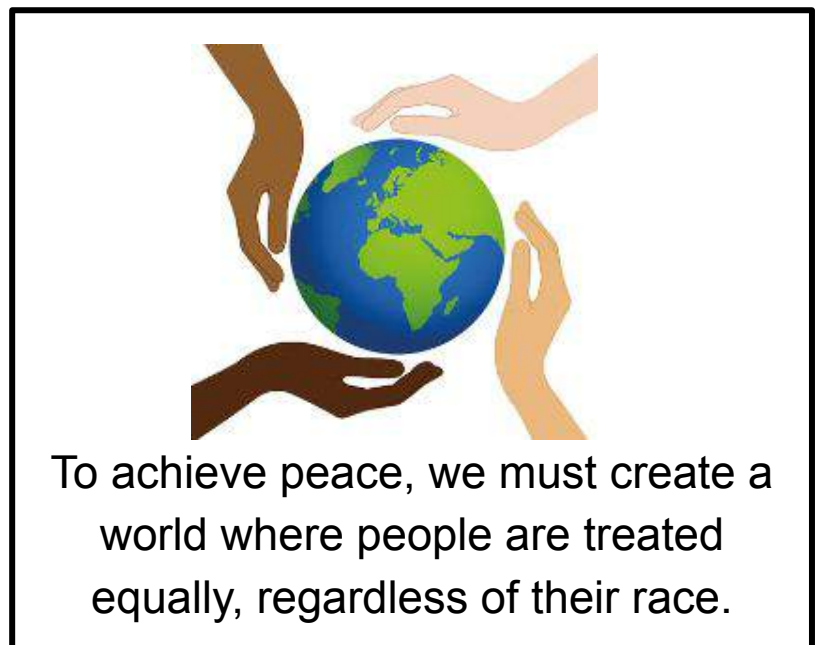 To achieve peace, we must create a
world where people are treated
equally, regardless of their race.